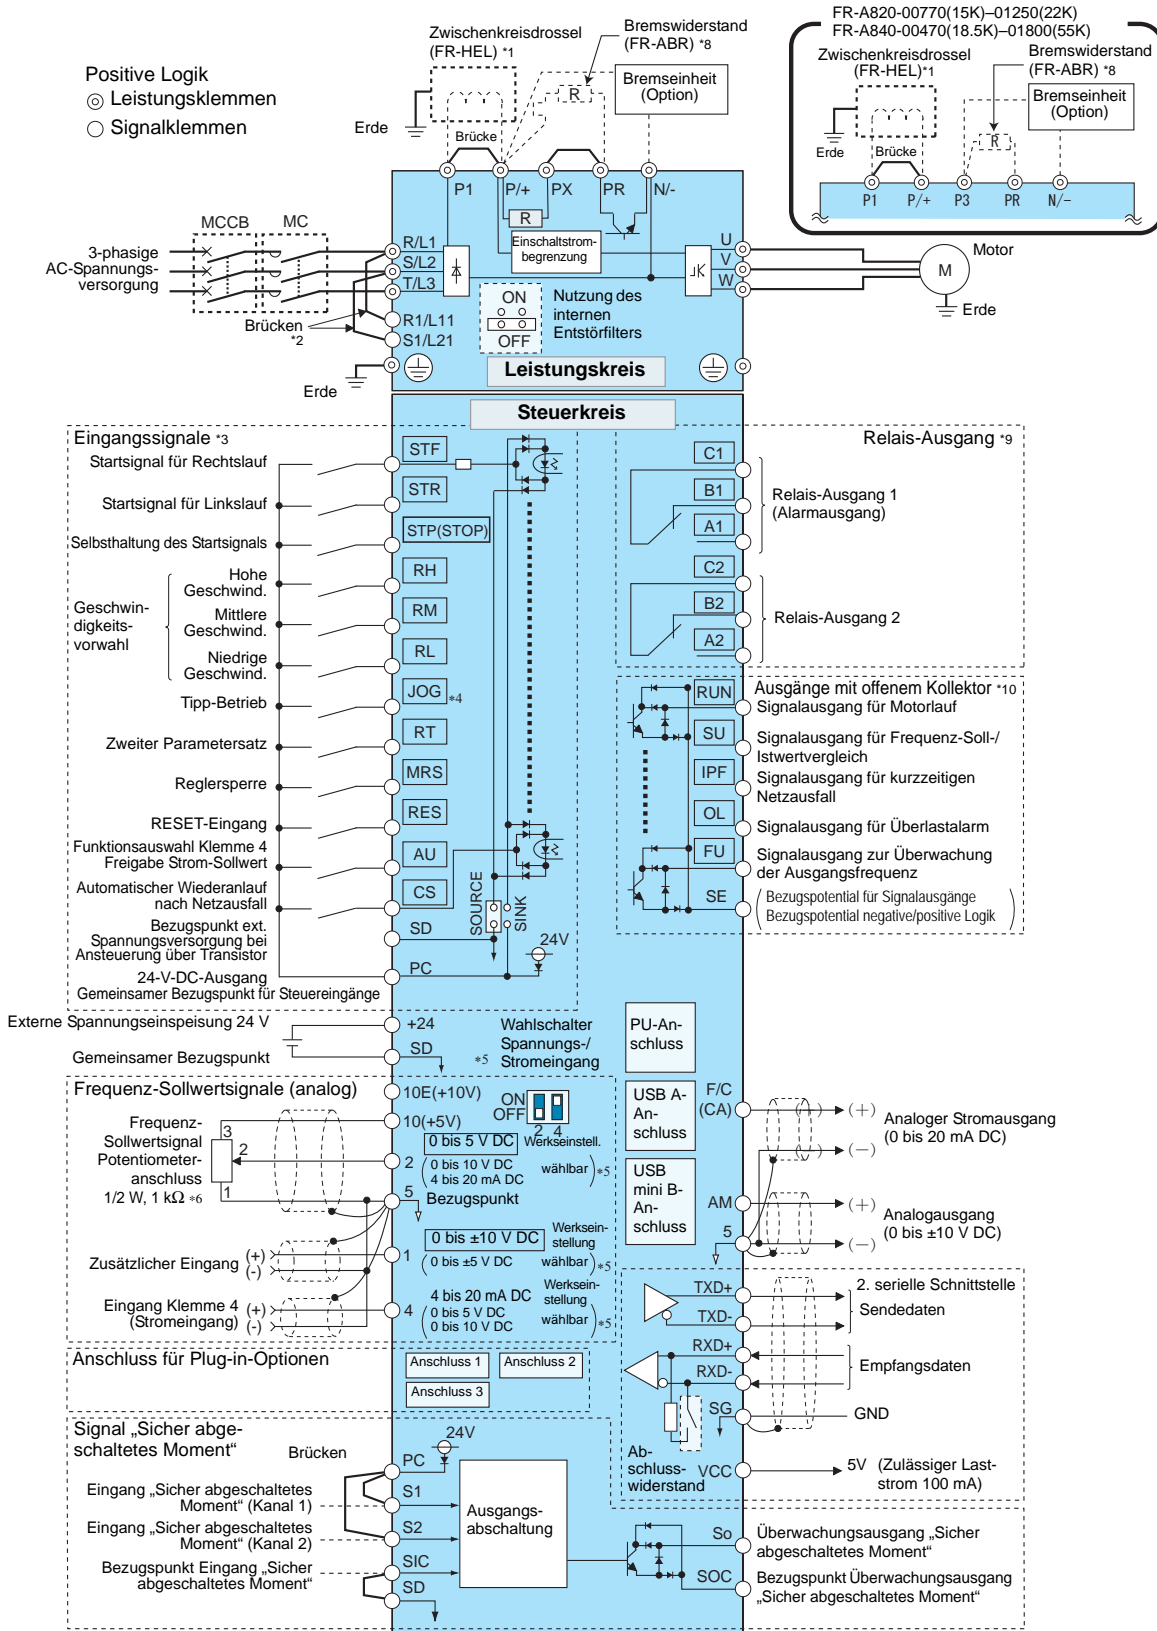 FR-A820-00770(15K)–01250(22K)
FR-A840-00470(18.5K)–01800(55K)
Zwischenkreisdrossel
(FR-HEL) *1
Bremswiderstand
(FR-ABR) *8
Bremseinheit
(Option)
Erde
Brücke
R
P1
P/+
P3
PR
N/-
Positive Logik
Leistungsklemmen
Signalklemmen
Zwischenkreisdrossel
(FR-HEL) *1
Bremswiderstand
(FR-ABR) *8
Bremseinheit
(Option)
R
Erde
Brücke
P1
P/+
PX
PR
N/-
R
MCCB
MC
3-phasige
AC-Spannungs-
versorgung
R/L1
S/L2
T/L3
Einschaltstrom-
begrenzung
U
V
W
Motor
M
Erde
Brücken
*2
R1/L11
S1/L21
ON
OFF
Nutzung des
internen
Entstörfilters
Erde
Leistungskreis
Steuerkreis
Eingangssignale *3
Startsignal für Rechtslauf
STF
Startsignal für Linkslauf
STR
Selbsthaltung des Startsignals
STP(STOP)
Geschwin-
digkeits-
vorwahl
Hohe
Geschwind.
RH
Mittlere
Geschwind.
RM
Niedrige
Geschwind.
RL
Tipp-Betrieb
JOG *4
Zweiter Parametersatz
RT
Reglersperre
MRS
RESET-Eingang
RES
Funktionsauswahl Klemme 4
Freigabe Strom-Sollwert
AU
Automatischer Wiederanlauf
nach Netzausfall
CS
Bezugspunkt ext.
Spannungsversorgung bei
Ansteuerung über Transistor
SD
24-V-DC-Ausgang
Gemeinsamer Bezugspunkt für Steuereingänge
PC
SOURCE
SINK
24V
Relais-Ausgang *9
C1
B1
A1
Relais-Ausgang 1
(Alarmausgang)
C2
B2
A2
Relais-Ausgang 2
Ausgänge mit offenem Kollektor *10
RUN
Signalausgang für Motorlauf
SU
Signalausgang für Frequenz-Soll-/
Istwertvergleich
IPF
Signalausgang für kurzzeitigen
Netzausfall
OL
Signalausgang für Überlastalarm
FU
Signalausgang zur Überwachung
der Ausgangsfrequenz
SE
(Bezugspotential für Signalausgänge
Bezugspotential negative/positive Logik)
Externe Spannungseinspeisung 24 V
+24
Gemeinsamer Bezugspunkt
SD
*5
Wahlschalter
Spannungs-/
Stromeingang
PU-An-
schluss
Frequenz-Sollwertsignale (analog)
10E(+10V)
ON
OFF
2 4
Frequenz-
Sollwertsignal
Potentiometer-
anschluss
1/2 W, 1 kΩ *6
3
2
1
10(+5V)
0 bis 5 V DC
Werkseinstell.
2
(0 bis 10 V DC
4 bis 20 mA DC
wählbar)*5
5
Bezugspunkt
Zusätzlicher Eingang
(+)
(-)
1
0 bis ±10 V DC
Werksein-
stellung
(0 bis ±5 V DC
wählbar)*5
Eingang Klemme 4
(Stromeingang)
(+)
(-)
4
4 bis 20 mA DC
Werksein-
stellung
(0 bis 5 V DC
0 bis 10 V DC
wählbar)*5
USB A-
An-
schluss
USB
mini B-
An-
schluss
F/C
(CA)
(+)
(−)
Analoger Stromausgang
(0 bis 20 mA DC)
AM
5
(+)
(−)
Analogausgang
(0 bis ±10 V DC)
TXD+
TXD-
2. serielle Schnittstelle
Sendedaten
RXD+
RXD-
Empfangsdaten
SG
GND
Ab-
schluss-
widerstand
VCC
5V
(Zulässiger Last-
strom 100 mA)
Anschluss für Plug-in-Optionen
Anschluss 1
Anschluss 2
Anschluss 3
Signal „Sicher abge-
schaltetes Moment“
Brücken
24V
PC
Eingang „Sicher abgeschaltetes
Moment“ (Kanal 1)
S1
Eingang „Sicher abgeschaltetes
Moment“ (Kanal 2)
S2
Bezugspunkt Eingang „Sicher
abgeschaltetes Moment“
SIC
SD
Ausgangs-
abschaltung
So
Überwachungsausgang „Sicher
abgeschaltetes Moment“
SOC
Bezugspunkt Überwachungsausgang
„Sicher abgeschaltetes Moment“